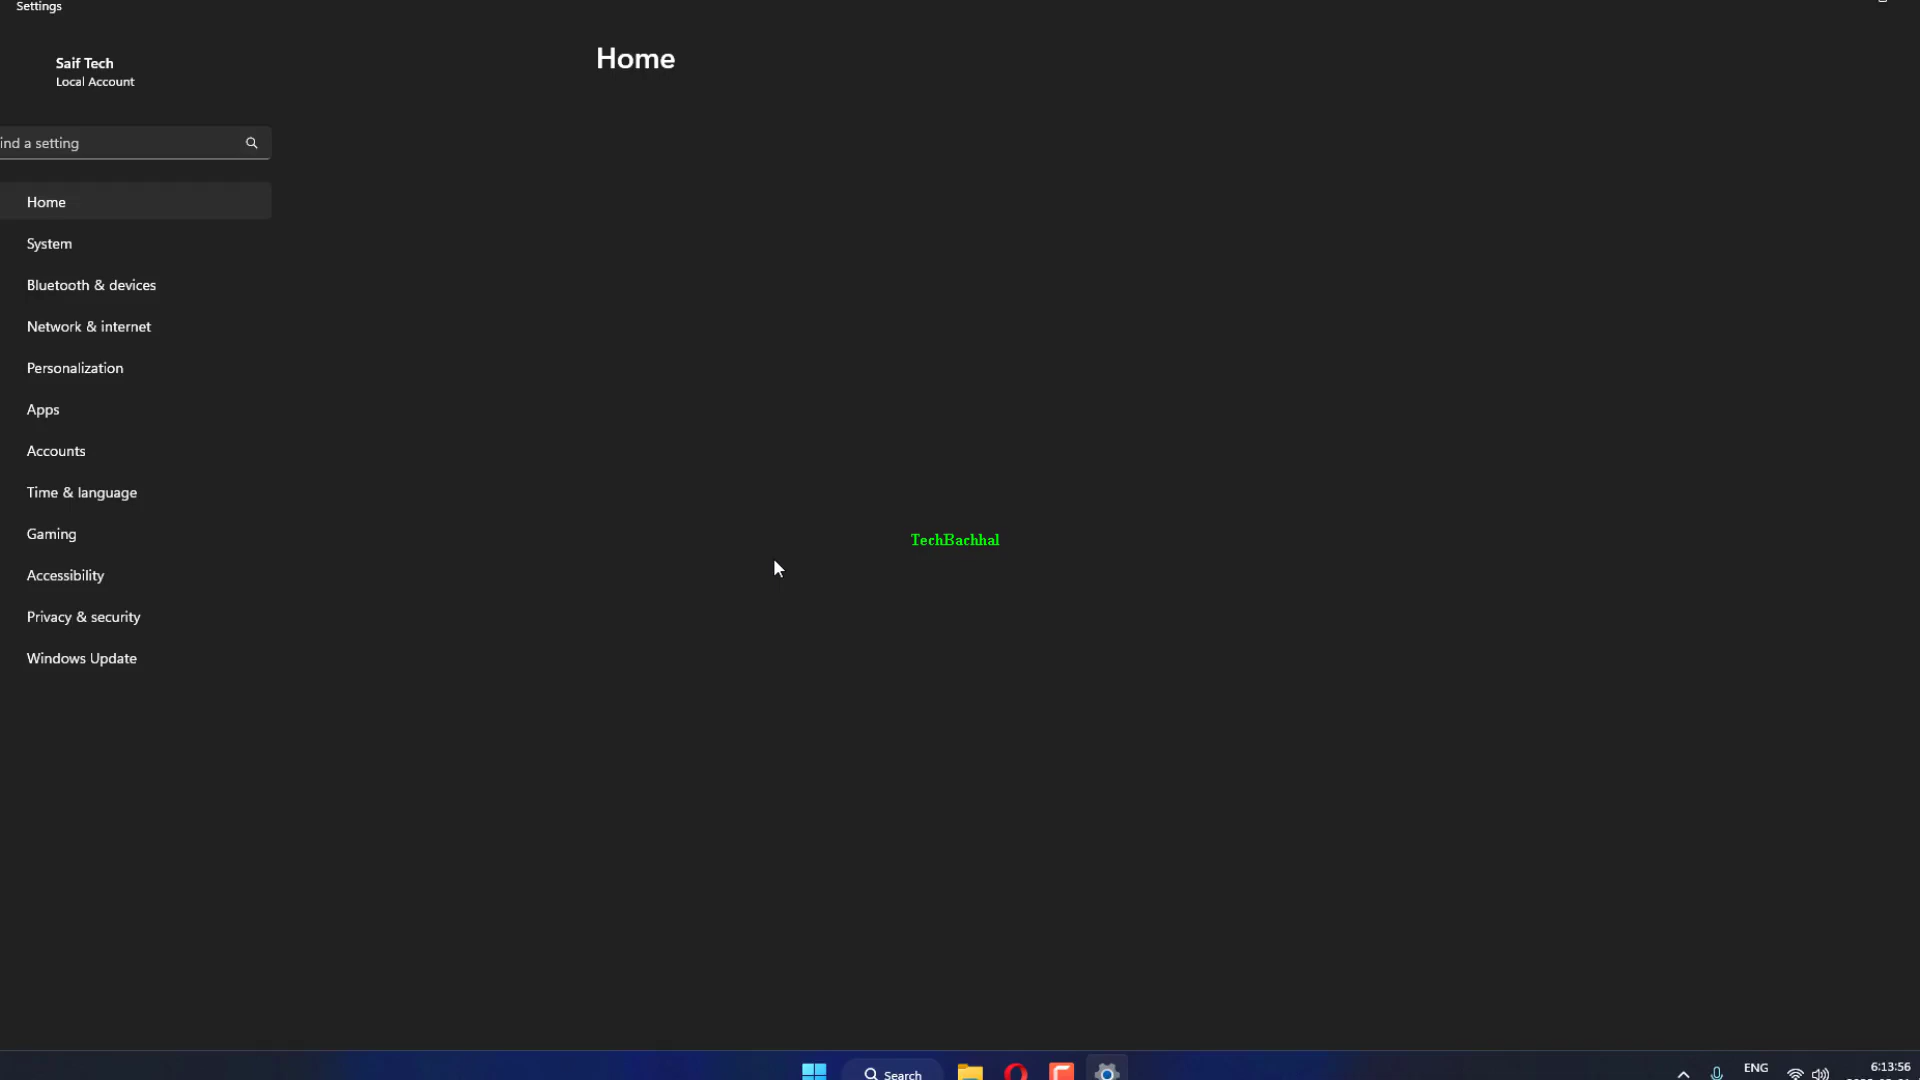 Settings
Saif Tech
Local Account
Home
ind a setting
Home
System
Bluetooth & devices
Network & internet
Personalization
Apps
Accounts
Time & language
Gaming
TechBachhal
Accessibility
Privacy & security
Windows Update
Search
ENG
6:13:56